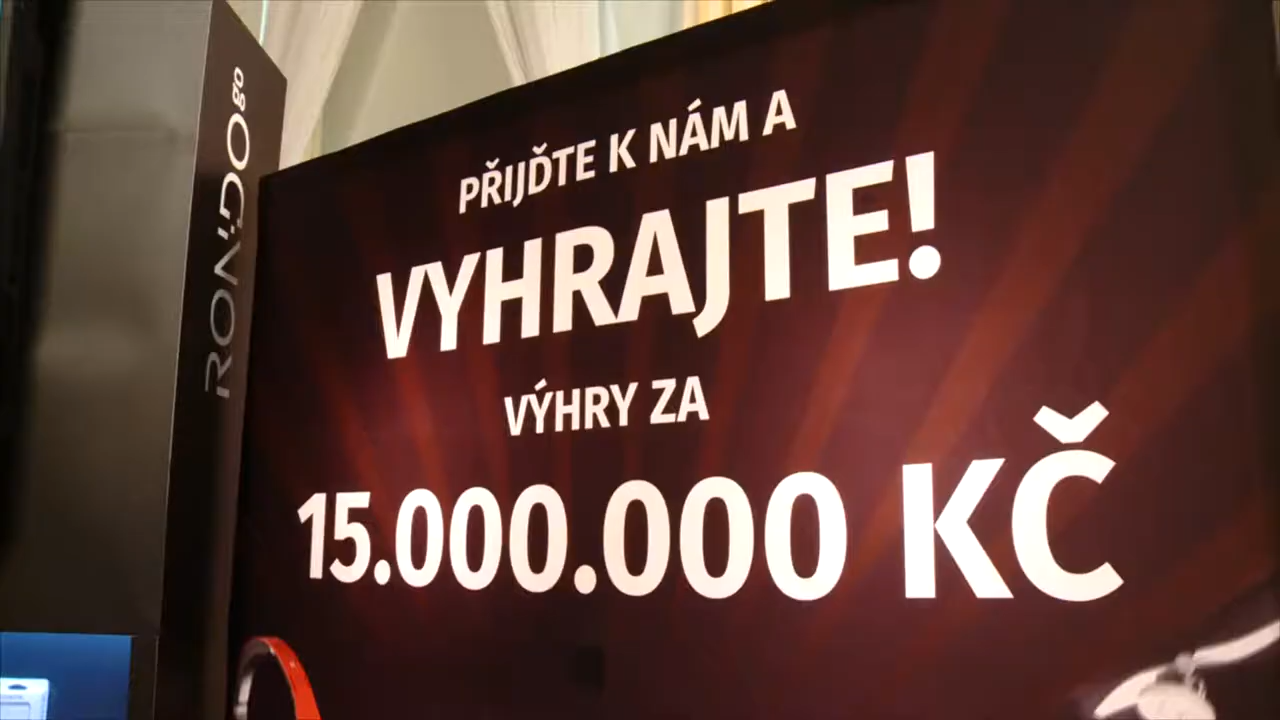 RONDO go
PŘIJĎTE K NÁM A
VYHRAJTE!
VÝHRY ZA
15.000.000 KČ